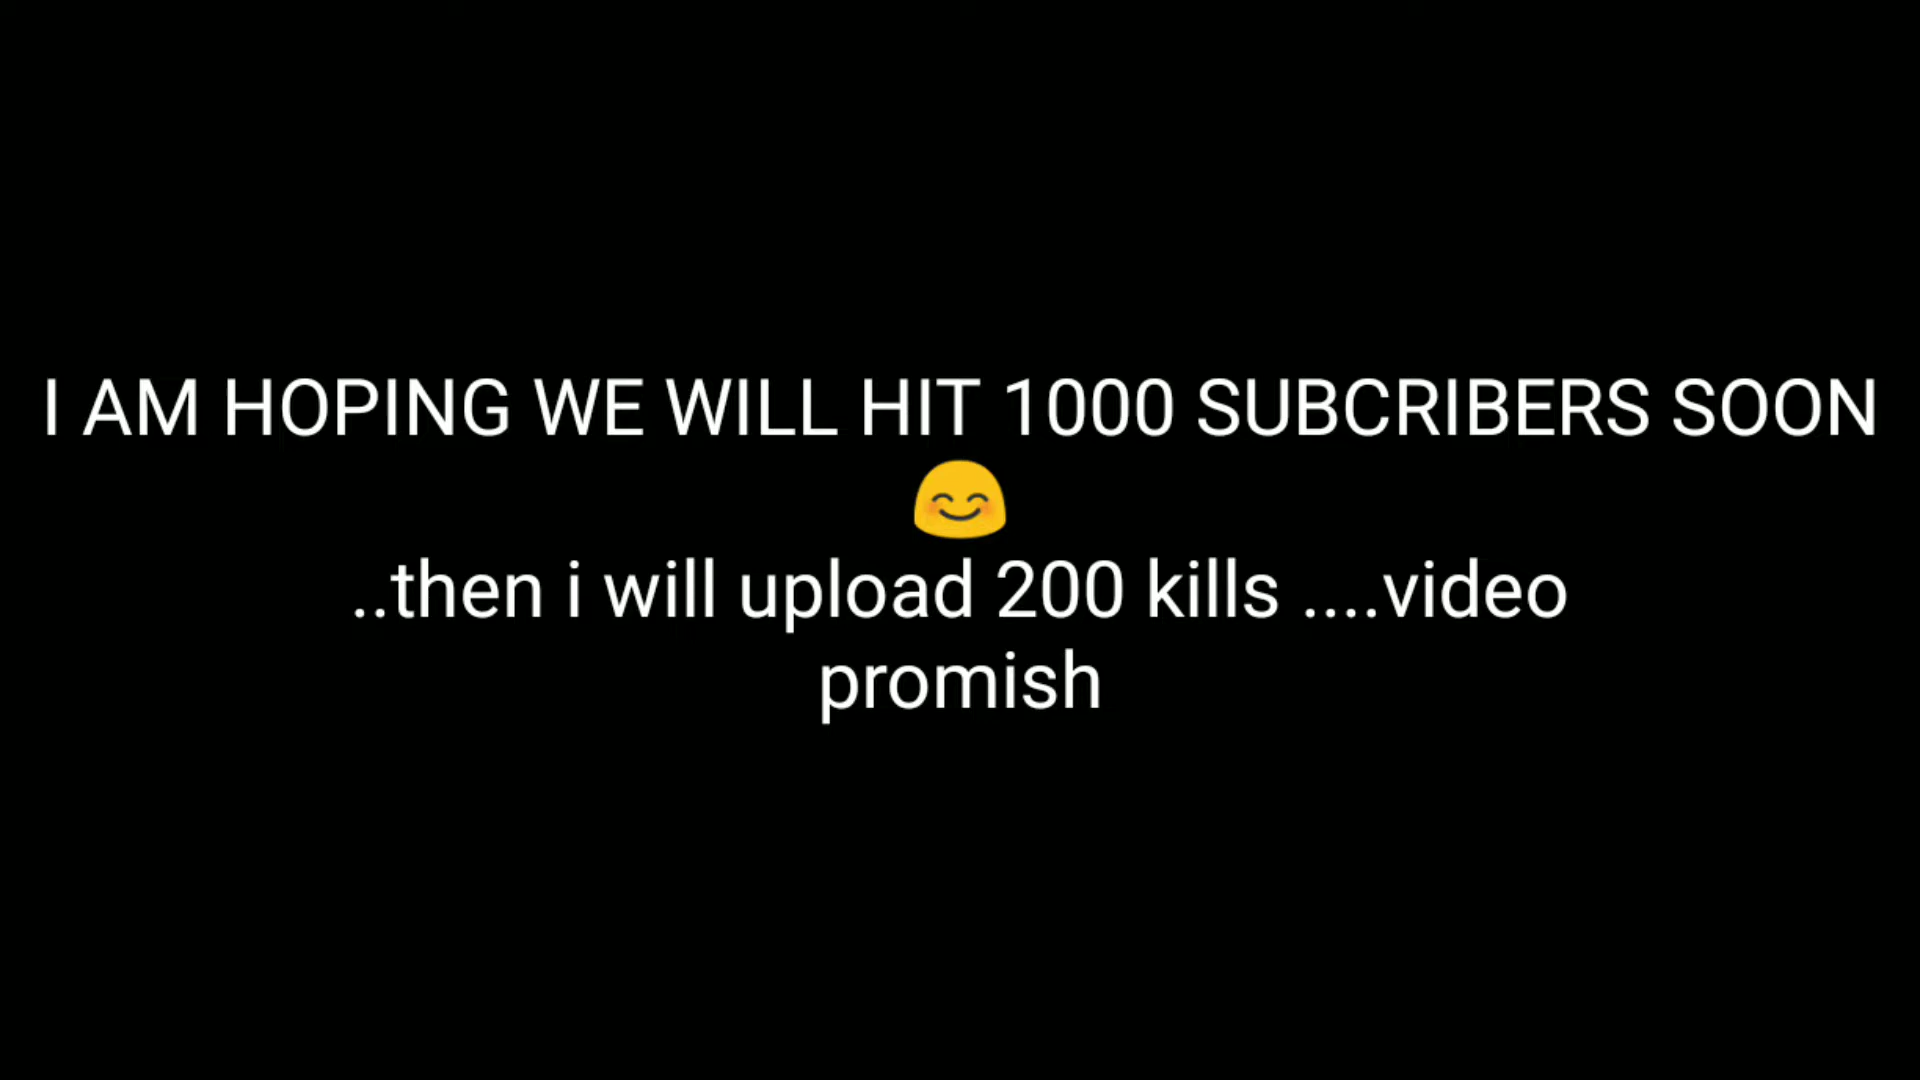 I AM HOPING WE WILL HIT 1000 SUBCRIBERS SOON
😊
..then i will upload 200 kills ....video
promish